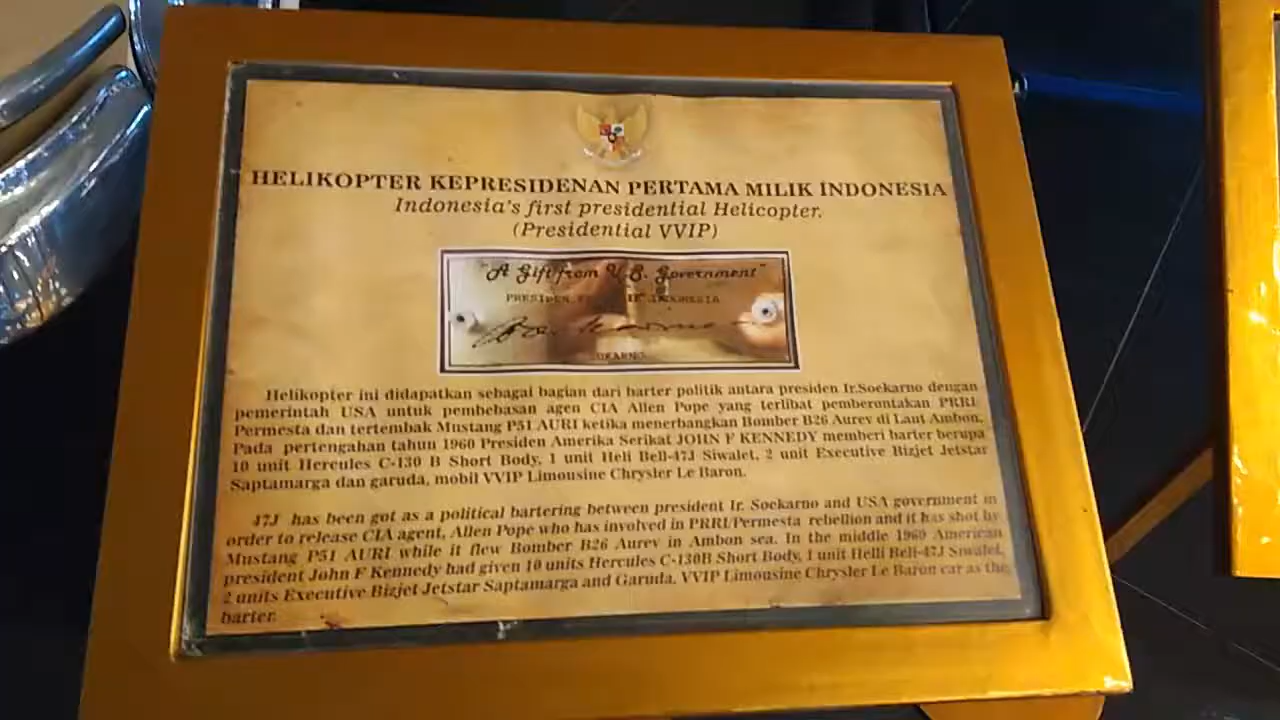 HELIKOPTER KEPRESIDENAN PERTAMA MILIK INDONESIA
Indonesia's first presidential Helicopter.
(Presidential VVIP)
"A Gift from U.S. Government"
INDONESIA
Helikopter ini didapatkan sebagai bagian dari barter politik antara presiden Ir.Soekarno dengan
pemerintah USA untuk pembebasan agen CIA Allen Pope yang terlibat pemberuntakan PRRI/
Permesta dan tertembak Mustang P51 AURI ketika menerbangkan Bomber B26 Aurev di Laut Ambon.
Pada pertengahan tahun 1960 Presiden Amerika Serikat JOHN F KENNEDY memberi barter berupa
10 unit Hercules C-130 B Short Body, 1 unit Heli Bell-47J Siwalet, 2 unit Executive Bizjet Jetstar
Saptamarga dan garuda, mobil VVIP Limousine Chrysler Le Baron.
47J has been got as a political bartering between president Ir. Soekarno and USA government in
order to release CIA agent, Allen Pope who has involved in PRRI/Permesta rebellion and it has shot by
Mustang P51 AURI while it flew Bomber B26 Aurev in Ambon sea. In the middle 1960 American
president John F Kennedy had given 10 units Hercules C-130B Short Body, 1 unit Helli Bell-47J Siwalet,
2 units Executive Bizjet Jetstar Saptamarga and Garuda, VVIP Limousine Chrysler Le Baron car as the
barter.